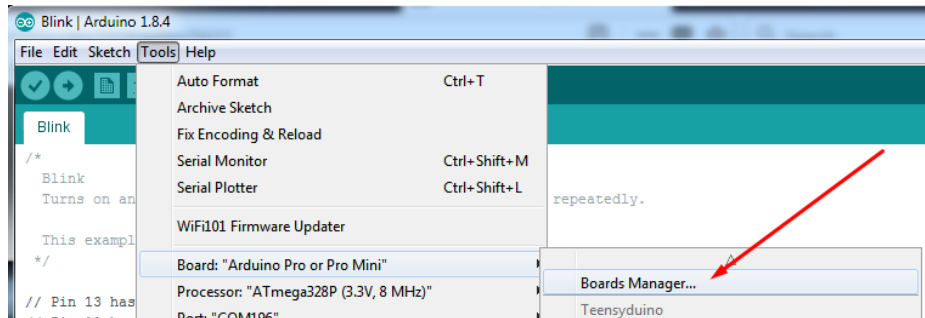 Blink | Arduino 1.8.4
File Edit Sketch Tools Help
Auto Format Ctrl+T
Archive Sketch
Blink
Fix Encoding & Reload
/*
Serial Monitor Ctrl+Shift+M
Blink
Serial Plotter Ctrl+Shift+L
Turns on an repeatedly.
WiFi101 Firmware Updater
This exampl
*/
Board: "Arduino Pro or Pro Mini"
Boards Manager...
Processor: "ATmega328P (3.3V, 8 MHz)"
// Pin 13 has
Teensyduino
Port: "COM196"